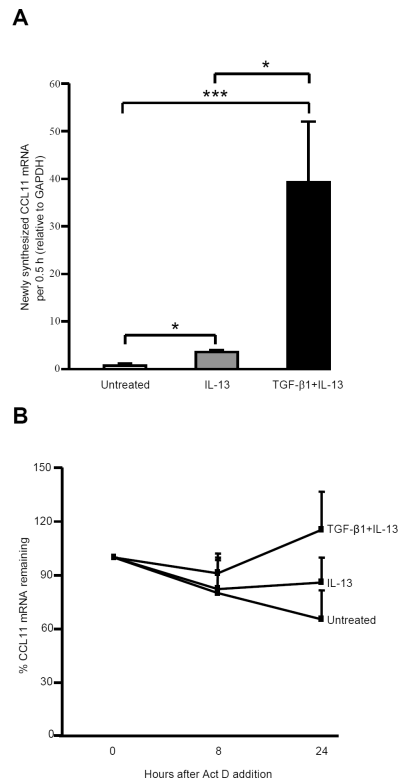 A
*
***
*
60
50
40
30
20
10
0
Newly synthesized CCL11 mRNA
per 0.5 h (relative to GAPDH)
Untreated
IL-13
TGF-β1+IL-13
B
150
120
90
60
30
0
% CCL11 mRNA remaining
TGF-β1+IL-13
IL-13
Untreated
0
8
24
Hours after Act D addition